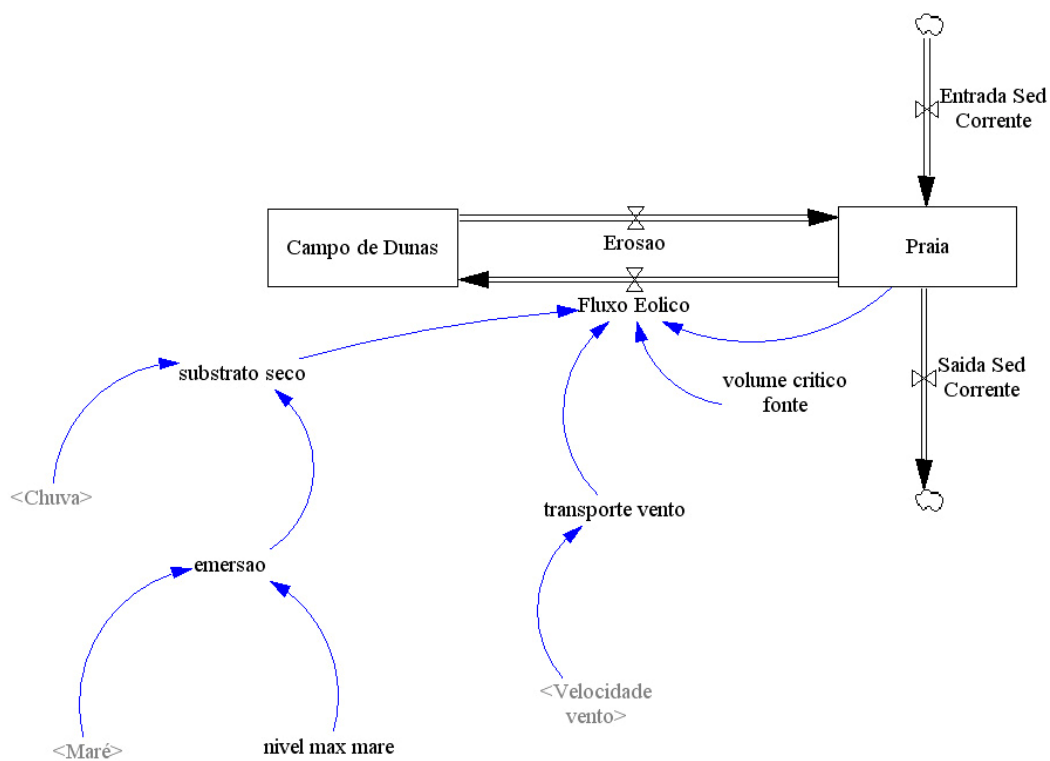 Entrada Sed
Corrente
Campo de Dunas
Erosao
Praia
Fluxo Eolico
substrato seco
volume critico
fonte
Saida Sed
Corrente
<Chuva>
transporte vento
emersao
<Velocidade
vento>
<Maré>
nivel max mare